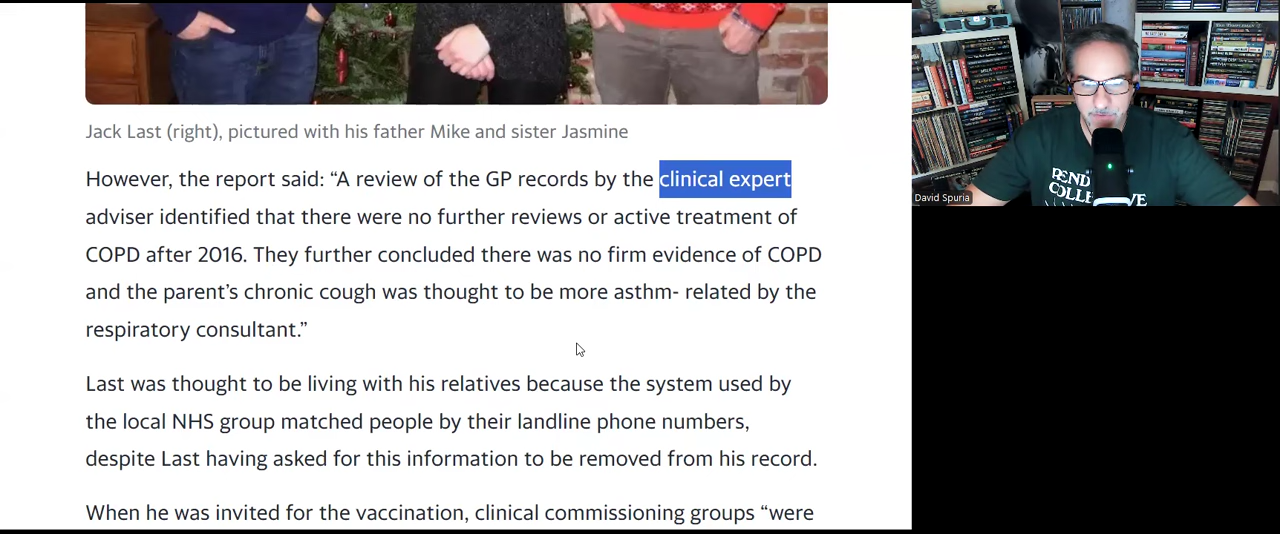 Jack Last (right), pictured with his father Mike and sister Jasmine
However, the report said: “A review of the GP records by the clinical expert
adviser identified that there were no further reviews or active treatment of
COPD after 2016. They further concluded there was no firm evidence of COPD
and the parent’s chronic cough was thought to be more asthm- related by the
respiratory consultant.”
Last was thought to be living with his relatives because the system used by
the local NHS group matched people by their landline phone numbers,
despite Last having asked for this information to be removed from his record.
When he was invited for the vaccination, clinical commissioning groups “were
David Spuria